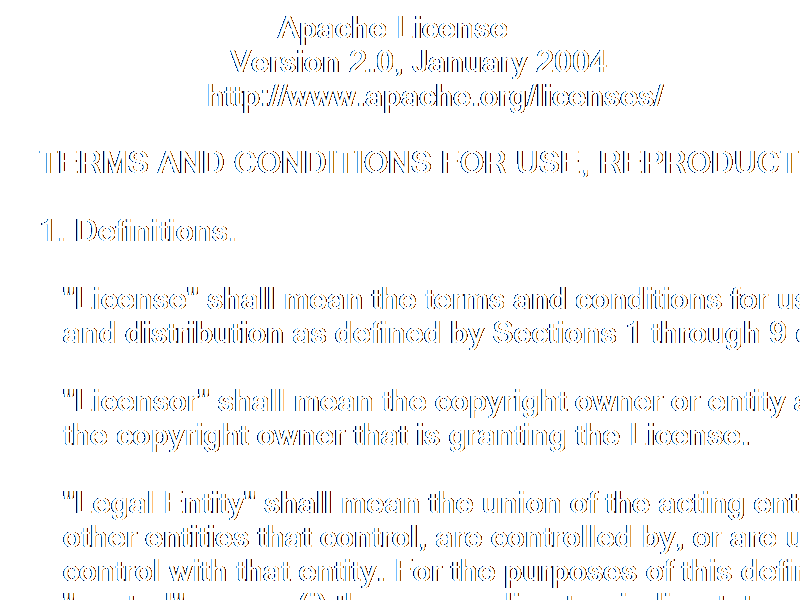 Apache License
Version 2.0, January 2004
http://www.apache.org/licenses/
TERMS AND CONDITIONS FOR USE, REPRODUCT
1. Definitions.
"License" shall mean the terms and conditions for us
and distribution as defined by Sections 1 through 9
"Licensor" shall mean the copyright owner or entity a
the copyright owner that is granting the License.
"Legal Entity" shall mean the union of the acting ent
other entities that control, are controlled by, or are u
control with that entity. For the purposes of this defin